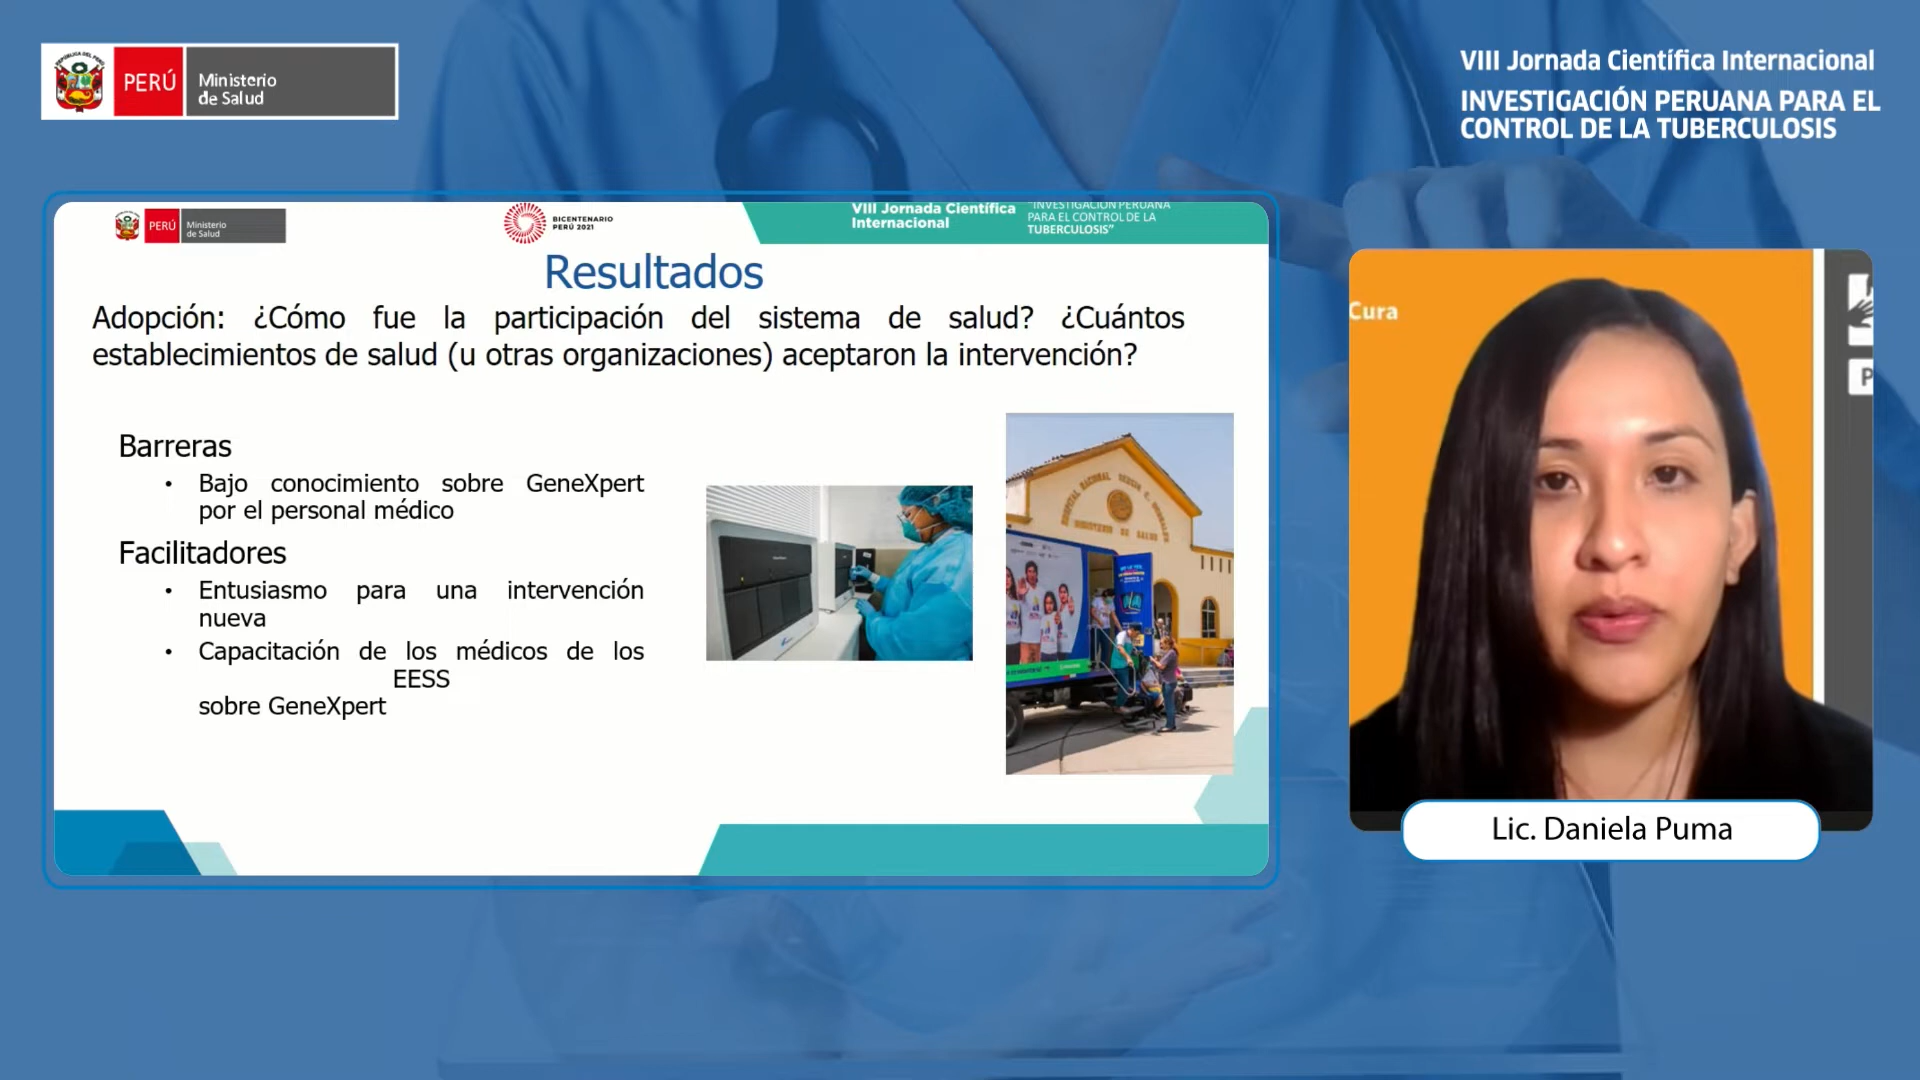 PERÚ
Ministerio
de Salud
VIII Jornada Científica Internacional
INVESTIGACIÓN PERUANA PARA EL
CONTROL DE LA TUBERCULOSIS
PERÚ
Ministerio
de Salud
BICENTENARIO
PERÚ 2021
VIII Jornada Científica
Internacional
"INVESTIGACIÓN PERUANA
PARA EL CONTROL DE LA
TUBERCULOSIS"
Resultados
Adopción: ¿Cómo fue la participación del sistema de salud? ¿Cuántos
establecimientos de salud (u otras organizaciones) aceptaron la intervención?
Barreras
• Bajo conocimiento sobre GeneXpert
por el personal médico
Facilitadores
• Entusiasmo para una intervención
nueva
• Capacitación de los médicos de los
EESS
sobre GeneXpert
Cura
P
Lic. Daniela Puma